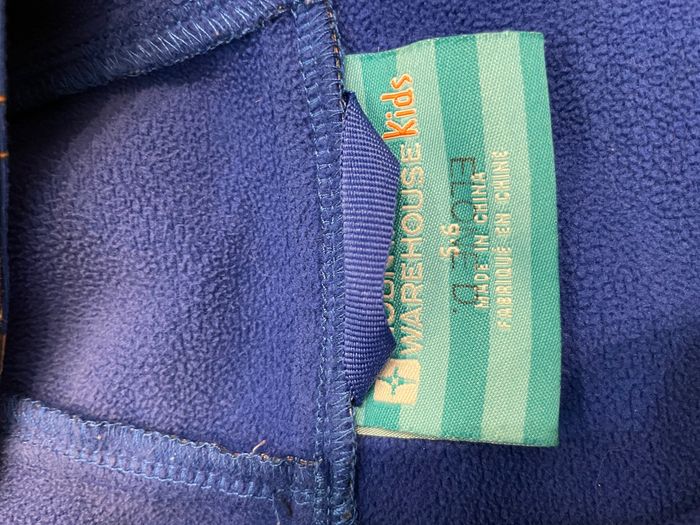 WAREHOUSE Kids
5-6
MADE IN CHINA
FABRIQUÉ EN CHINE